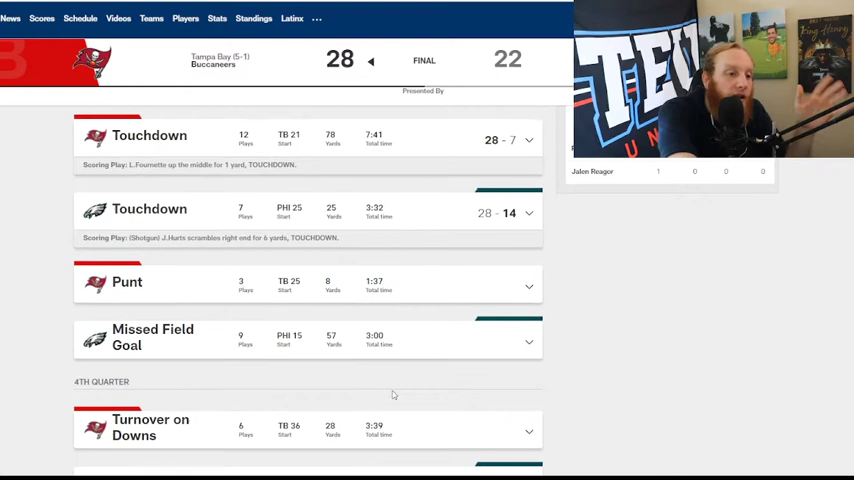 News Scores Schedule Videos Teams Players Stats Standings Latinx ...
Tampa Bay (5-1)
Buccaneers
28
FINAL
22
Presented By
Touchdown
12 TB 21 78 7:41
Plays Start Yards Total time
28 - 7
Scoring Play: L.Fournette up the middle for 1 yard, TOUCHDOWN.
Touchdown
7 PHI 25 25 3:32
Plays Start Yards Total time
28 - 14
Scoring Play: (Shotgun) J.Hurts scrambles right end for 6 yards, TOUCHDOWN.
Punt
3 TB 25 8 1:37
Plays Start Yards Total time
Missed Field
Goal
9 PHI 15 57 3:00
Plays Start Yards Total time
4TH QUARTER
Turnover on
Downs
6 TB 36 28 3:39
Plays Start Yards Total time
Jalen Reagor 1 0 0 0
King Henry